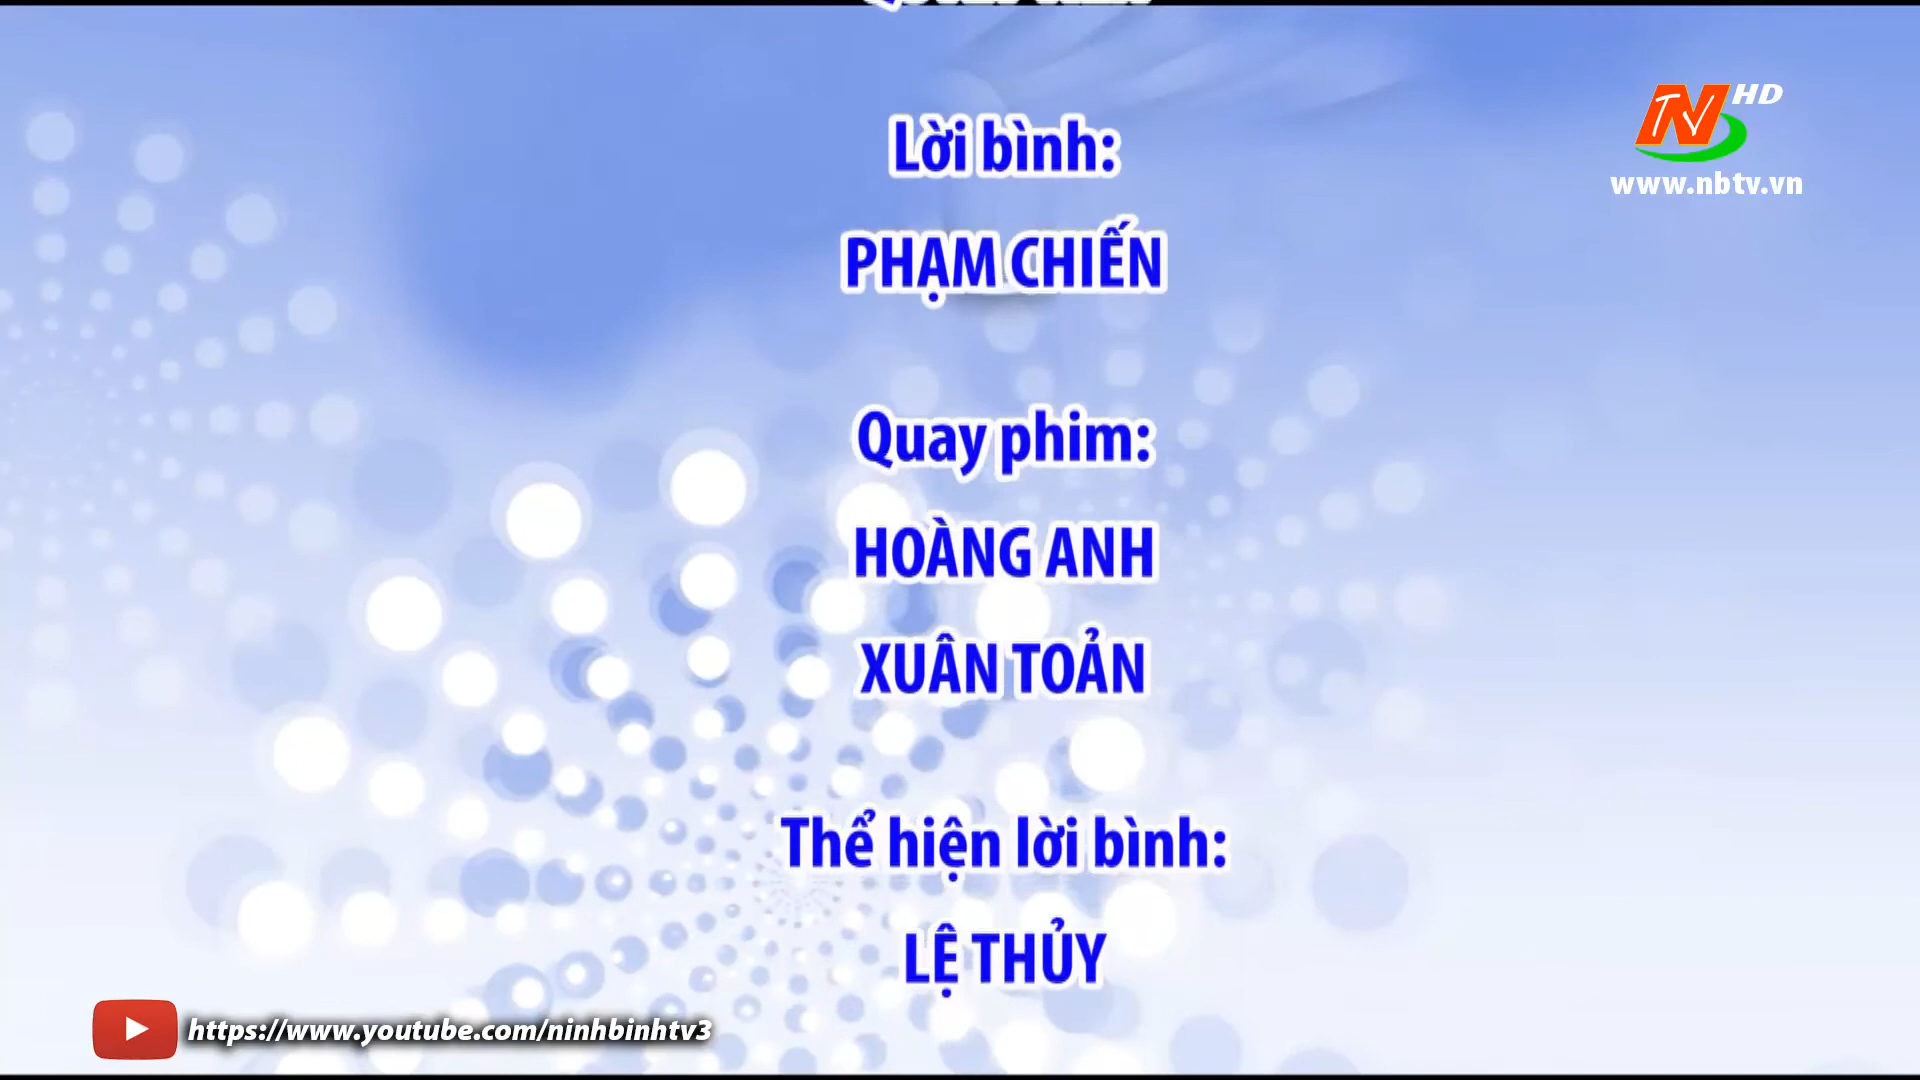 Lời bình:
PHẠM CHIẾN
Quay phim:
HOÀNG ANH
XUÂN TOẢN
Thể hiện lời bình:
LỆ THỦY
NTV HD
www.nbtv.vn
https://www.youtube.com/ninhbinhtv3